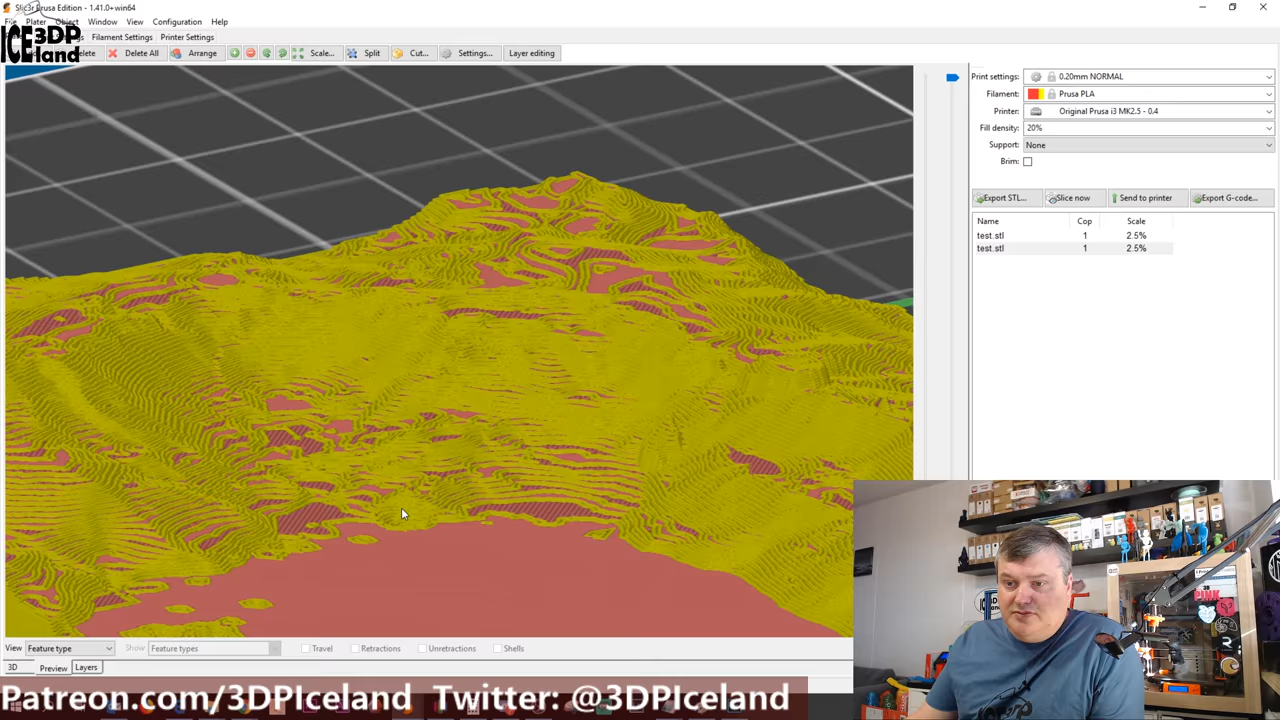 Slic3r Prusa Edition - 1.41.0+win64
File Plater Object Window View Configuration Help
Filament Settings Printer Settings
ICE 3DP
land
Delete All Arrange Scale... Split Cut... Settings... Layer editing
Print settings: 0.20mm NORMAL
Filament: Prusa PLA
Printer: Original Prusa i3 MK2.5 - 0.4
Fill density: 20%
Support: None
Brim:
Export STL... Slice now Send to printer Export G-code...
Name Cop Scale
test.stl 1 2.5%
test.stl 1 2.5%
View Feature type Show Feature types Travel Retractions Unretractions Shells
3D Preview Layers
Patreon.com/3DPIceland Twitter: @3DPIceland
PINK